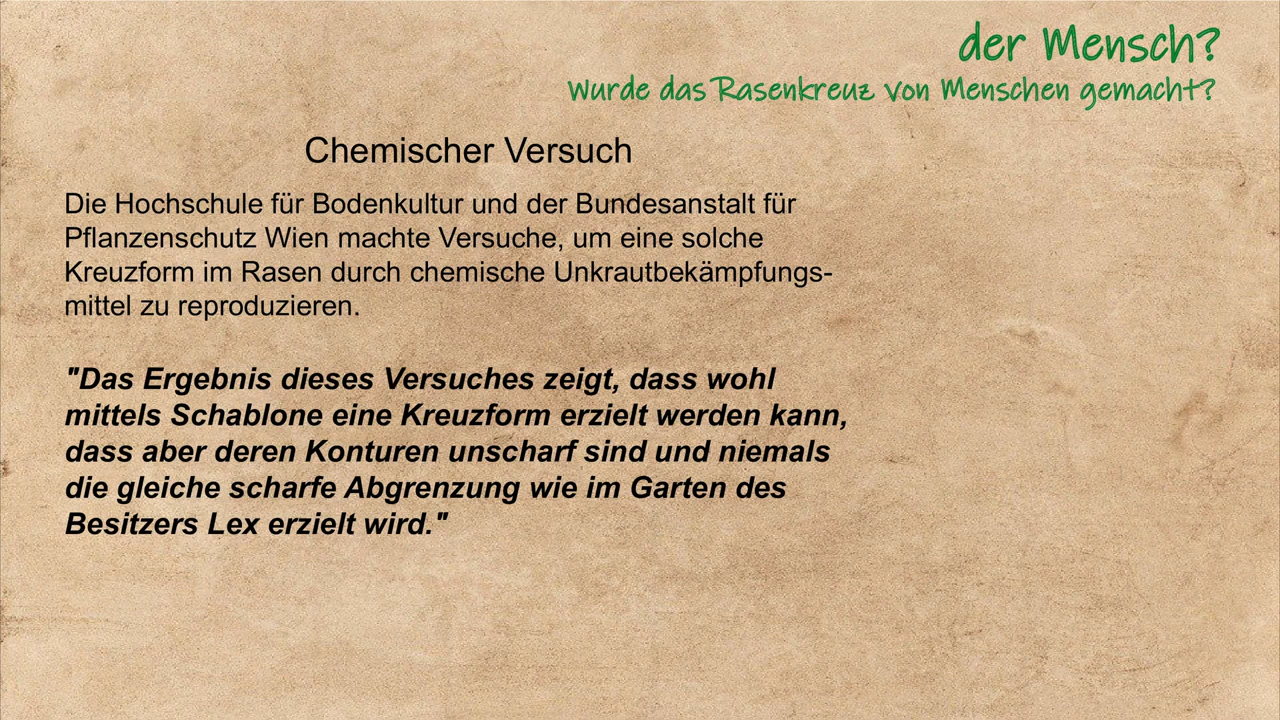 der Mensch?
Wurde das Rasenkreuz von Menschen gemacht?
Chemischer Versuch
Die Hochschule für Bodenkultur und der Bundesanstalt für
Pflanzenschutz Wien machte Versuche, um eine solche
Kreuzform im Rasen durch chemische Unkrautbekämpfungs-
mittel zu reproduzieren.
"Das Ergebnis dieses Versuches zeigt, dass wohl
mittels Schablone eine Kreuzform erzielt werden kann,
dass aber deren Konturen unscharf sind und niemals
die gleiche scharfe Abgrenzung wie im Garten des
Besitzers Lex erzielt wird."